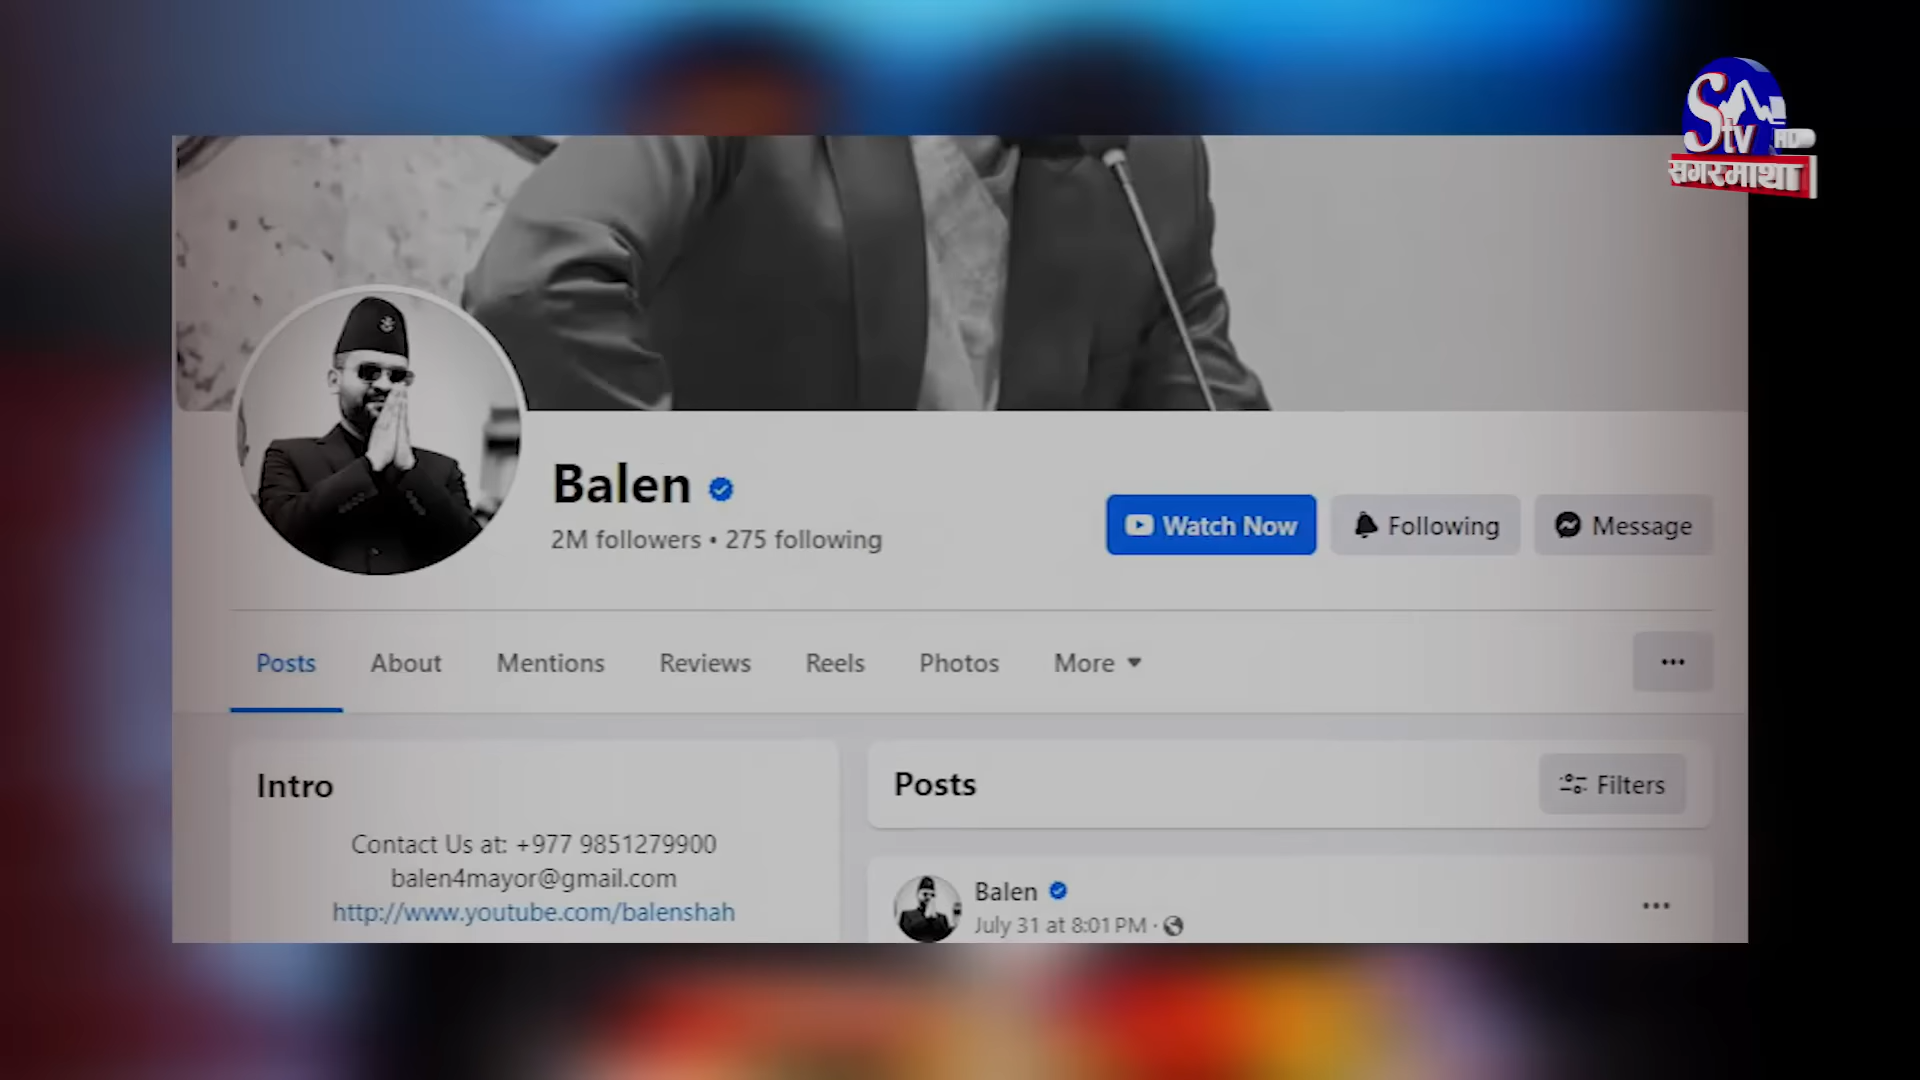 STV HD
सगरमाथा
Balen
2M followers • 275 following
Watch Now
Following
Message
Posts
About
Mentions
Reviews
Reels
Photos
More
Intro
Contact Us at: +977 9851279900
balen4mayor@gmail.com
http://www.youtube.com/balenshah
Posts
Filters
Balen
July 31 at 8:01 PM ·